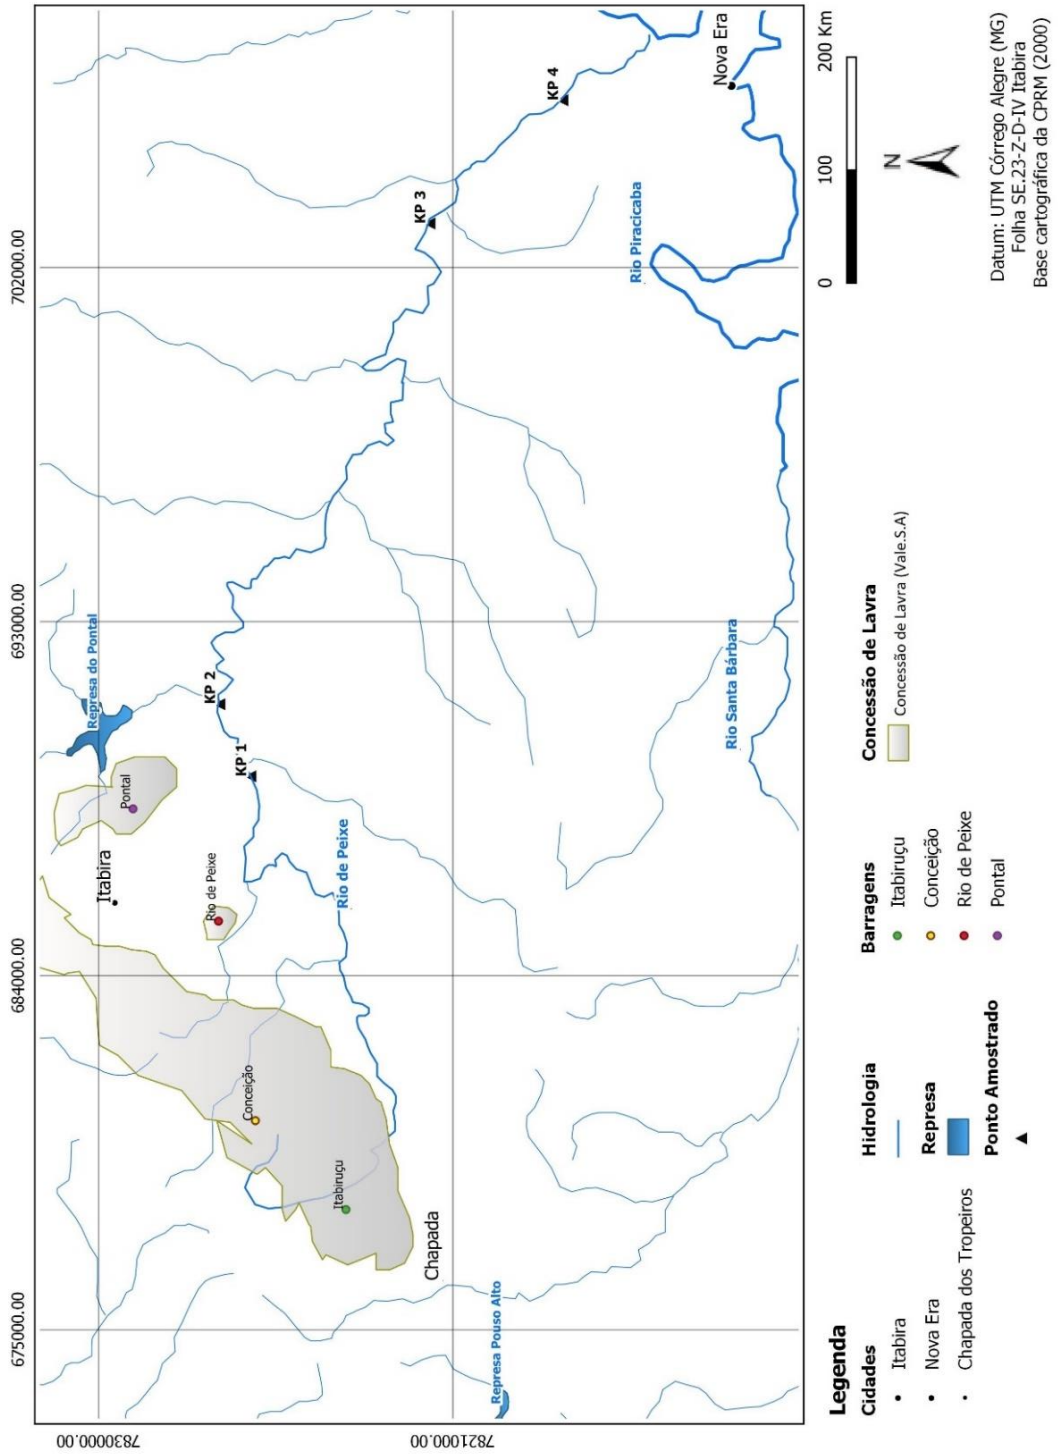 675000.00
684000.00
693000.00
702000.00
7830000.00
7821000.00
Itabira
Pontal
Represa do Pontal
Rio de Peixe
Conceição
Itabiruçu
Chapada
KP 1
KP 2
KP 3
KP 4
Rio de Peixe
Represa Pouso Alto
Rio Santa Bárbara
Rio Piracicaba
Nova Era
Legenda
Cidades
Itabira
Nova Era
Chapada dos Tropeiros
Hidrologia
Represa
Ponto Amostrado
Barragens
Itabiruçu
Conceição
Rio de Peixe
Pontal
Concessão de Lavra
Concessão de Lavra (Vale.S.A)
0 100 200 Km
N
Datum: UTM Córrego Alegre (MG)
Folha SE.23-Z-D-IV Itabira
Base cartográfica da CPRM (2000)